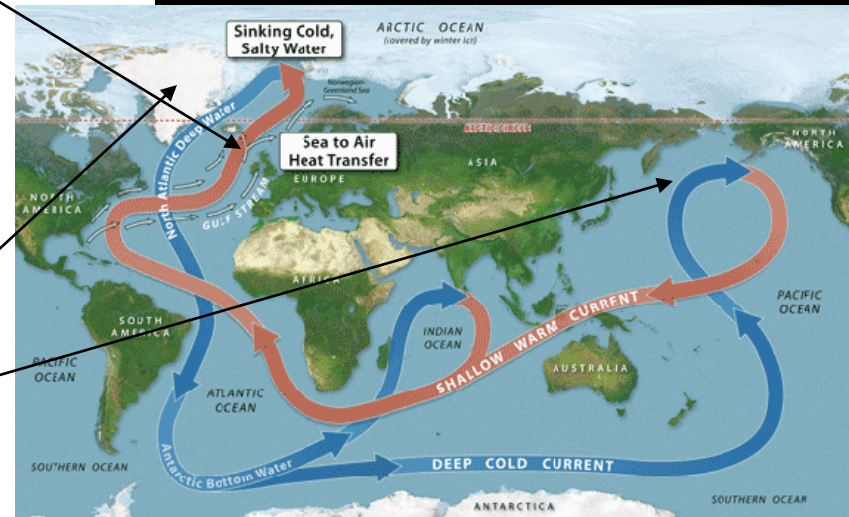 Sinking Cold,
Salty Water
ARCTIC OCEAN
(covered by winter ice)
Norwegian-
Greenland Sea
North Atlantic Deep Water
ARCTIC CIRCLE
Sea to Air
Heat Transfer
NORTH
AMERICA
ASIA
EUROPE
NORTH
AMERICA
GULF STREAM
AFRICA
PACIFIC
OCEAN
SOUTH
AMERICA
INDIAN
OCEAN
SHALLOW WARM CURRENT
PACIFIC
OCEAN
AUSTRALIA
ATLANTIC
OCEAN
Antarctic Bottom Water
SOUTHERN OCEAN
DEEP COLD CURRENT
SOUTHERN OCEAN
ANTARCTICA